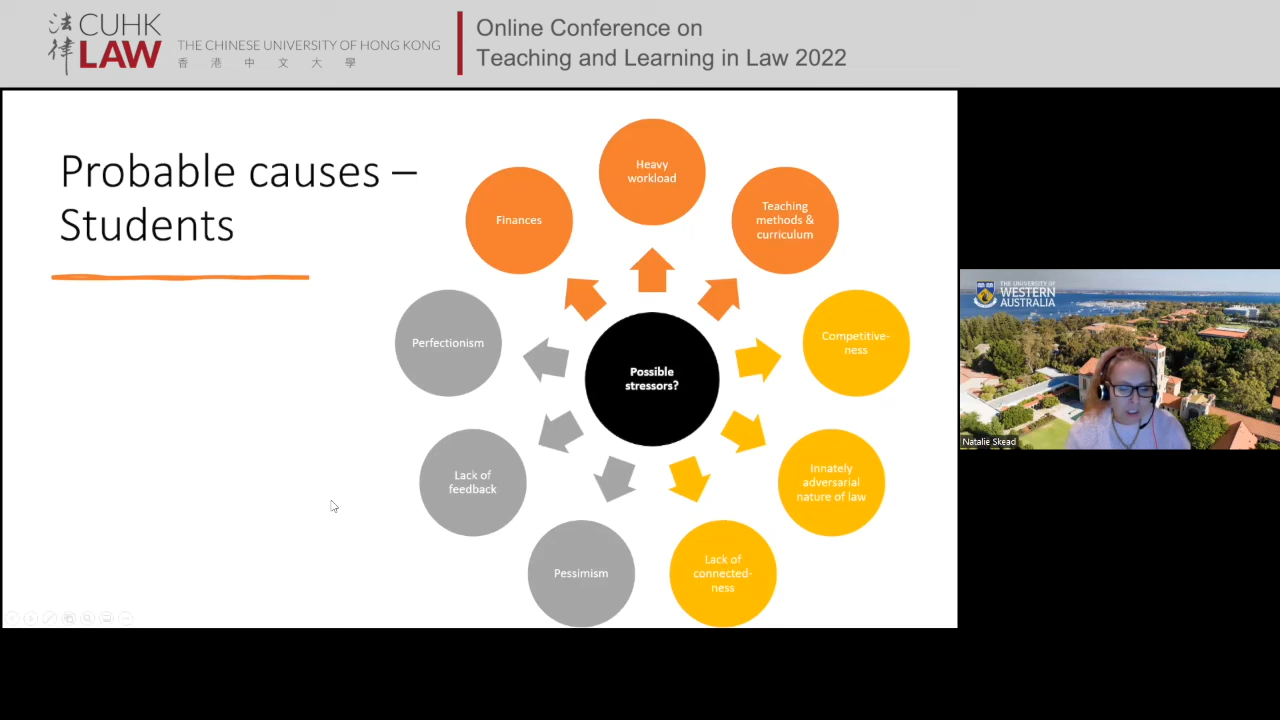 法律
CUHK
LAW
THE CHINESE UNIVERSITY OF HONG KONG
香港中文大學
Online Conference on
Teaching and Learning in Law 2022
Probable causes –
Students
Heavy
workload
Finances
Teaching
methods &
curriculum
Perfectionism
Competitive-
ness
Possible
stressors?
Lack of
feedback
Innately
adversarial
nature of law
Pessimism
Lack of
connected-
ness
THE UNIVERSITY OF
WESTERN
AUSTRALIA
Natalie Skead